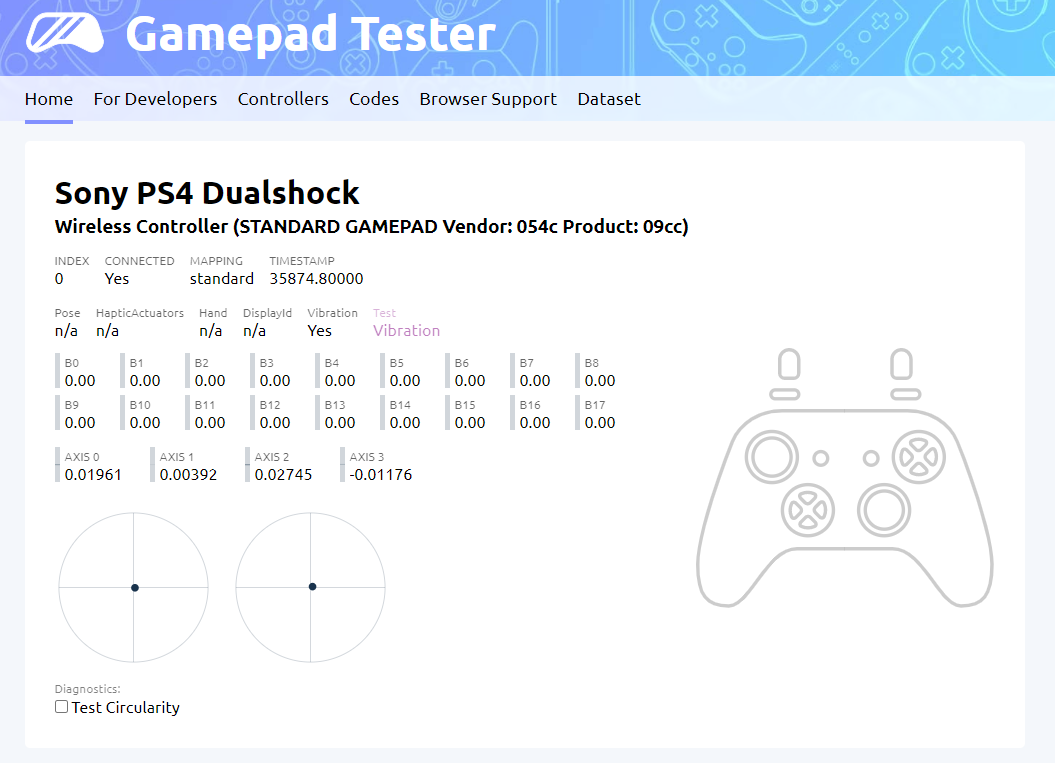 Gamepad Tester
Home For Developers Controllers Codes Browser Support Dataset
Sony PS4 Dualshock
Wireless Controller (STANDARD GAMEPAD Vendor: 054c Product: 09cc)
INDEX CONNECTED MAPPING TIMESTAMP
0 Yes standard 35874.80000
Pose HapticActuators Hand DisplayId Vibration Test
n/a n/a n/a n/a Yes Vibration
B0 B1 B2 B3 B4 B5 B6 B7 B8
0.00 0.00 0.00 0.00 0.00 0.00 0.00 0.00 0.00
B9 B10 B11 B12 B13 B14 B15 B16 B17
0.00 0.00 0.00 0.00 0.00 0.00 0.00 0.00 0.00
AXIS 0 AXIS 1 AXIS 2 AXIS 3
0.01961 0.00392 0.02745 -0.01176
Diagnostics:
Test Circularity